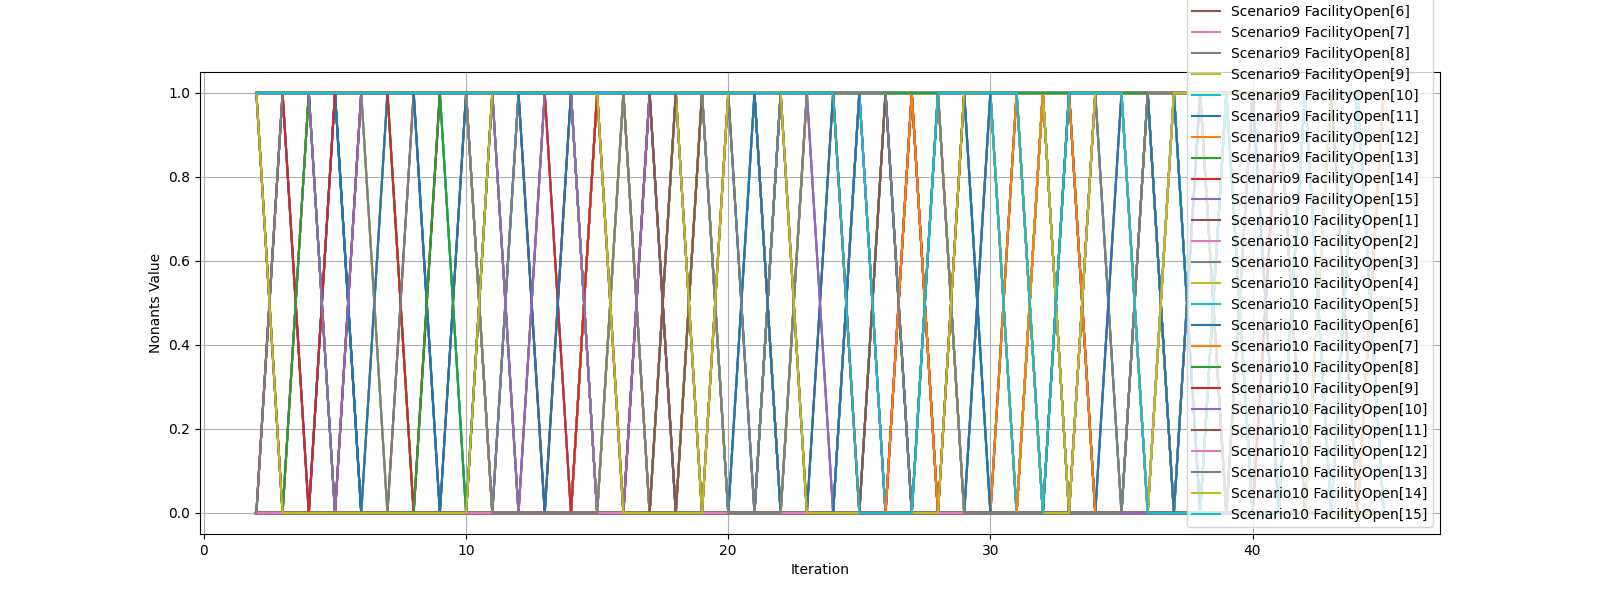 Scenario9 FacilityOpen[6]
Scenario9 FacilityOpen[7]
Scenario9 FacilityOpen[8]
Scenario9 FacilityOpen[9]
Scenario9 FacilityOpen[10]
Scenario9 FacilityOpen[11]
Scenario9 FacilityOpen[12]
Scenario9 FacilityOpen[13]
Scenario9 FacilityOpen[14]
Scenario9 FacilityOpen[15]
Scenario10 FacilityOpen[1]
Scenario10 FacilityOpen[2]
Scenario10 FacilityOpen[3]
Scenario10 FacilityOpen[4]
Scenario10 FacilityOpen[5]
Scenario10 FacilityOpen[6]
Scenario10 FacilityOpen[7]
Scenario10 FacilityOpen[8]
Scenario10 FacilityOpen[9]
Scenario10 FacilityOpen[10]
Scenario10 FacilityOpen[11]
Scenario10 FacilityOpen[12]
Scenario10 FacilityOpen[13]
Scenario10 FacilityOpen[14]
Scenario10 FacilityOpen[15]
1.0
0.8
0.6
0.4
0.2
0.0
Nonants Value
0 10 20 30 40
Iteration